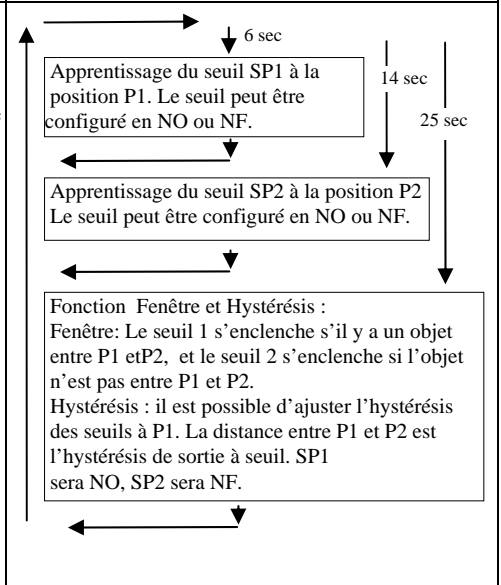 6 sec
Apprentissage du seuil SP1 à la
position P1. Le seuil peut être
configuré en NO ou NF.
14 sec
25 sec
Apprentissage du seuil SP2 à la position P2
Le seuil peut être configuré en NO ou NF.
Fonction Fenêtre et Hystérésis :
Fenêtre: Le seuil 1 s’enclenche s’il y a un objet
entre P1 etP2, et le seuil 2 s’enclenche si l’objet
n’est pas entre P1 et P2.
Hystérésis : il est possible d’ajuster l’hystérésis
des seuils à P1. La distance entre P1 et P2 est
l’hystérésis de sortie à seuil. SP1
sera NO, SP2 sera NF.